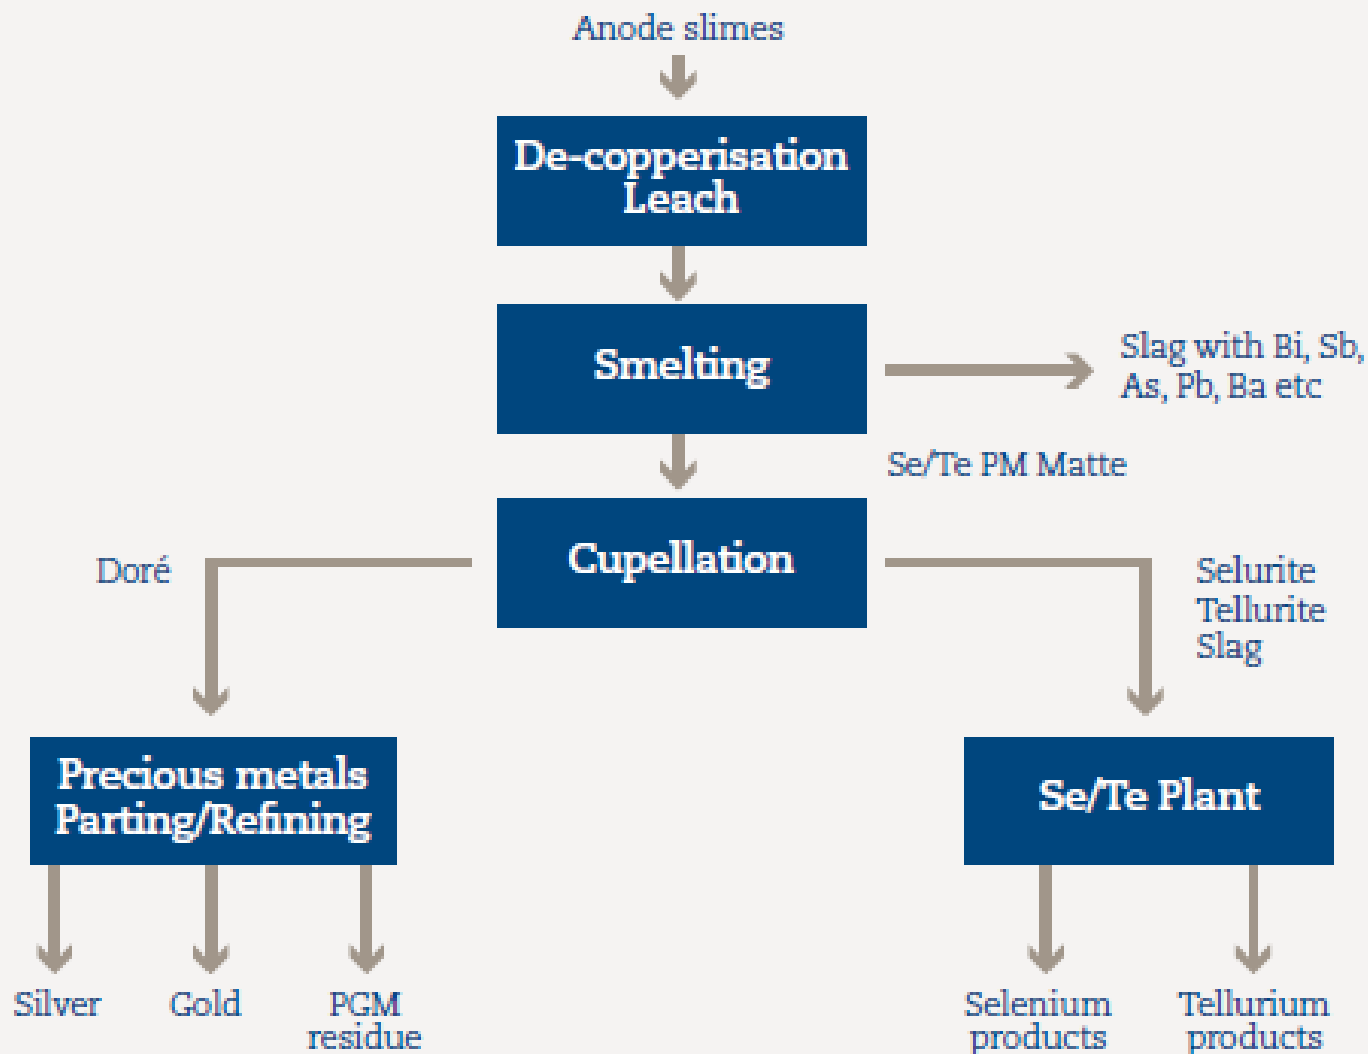 Anode slimes
De-copperisation
Leach
Smelting
Slag with Bi, Sb,
As, Pb, Ba etc
Se/Te PM Matte
Cupellation
Doré
Selurite
Tellurite
Slag
Precious metals
Parting/Refining
Se/Te Plant
Silver
Gold
PGM
residue
Selenium
products
Tellurium
products